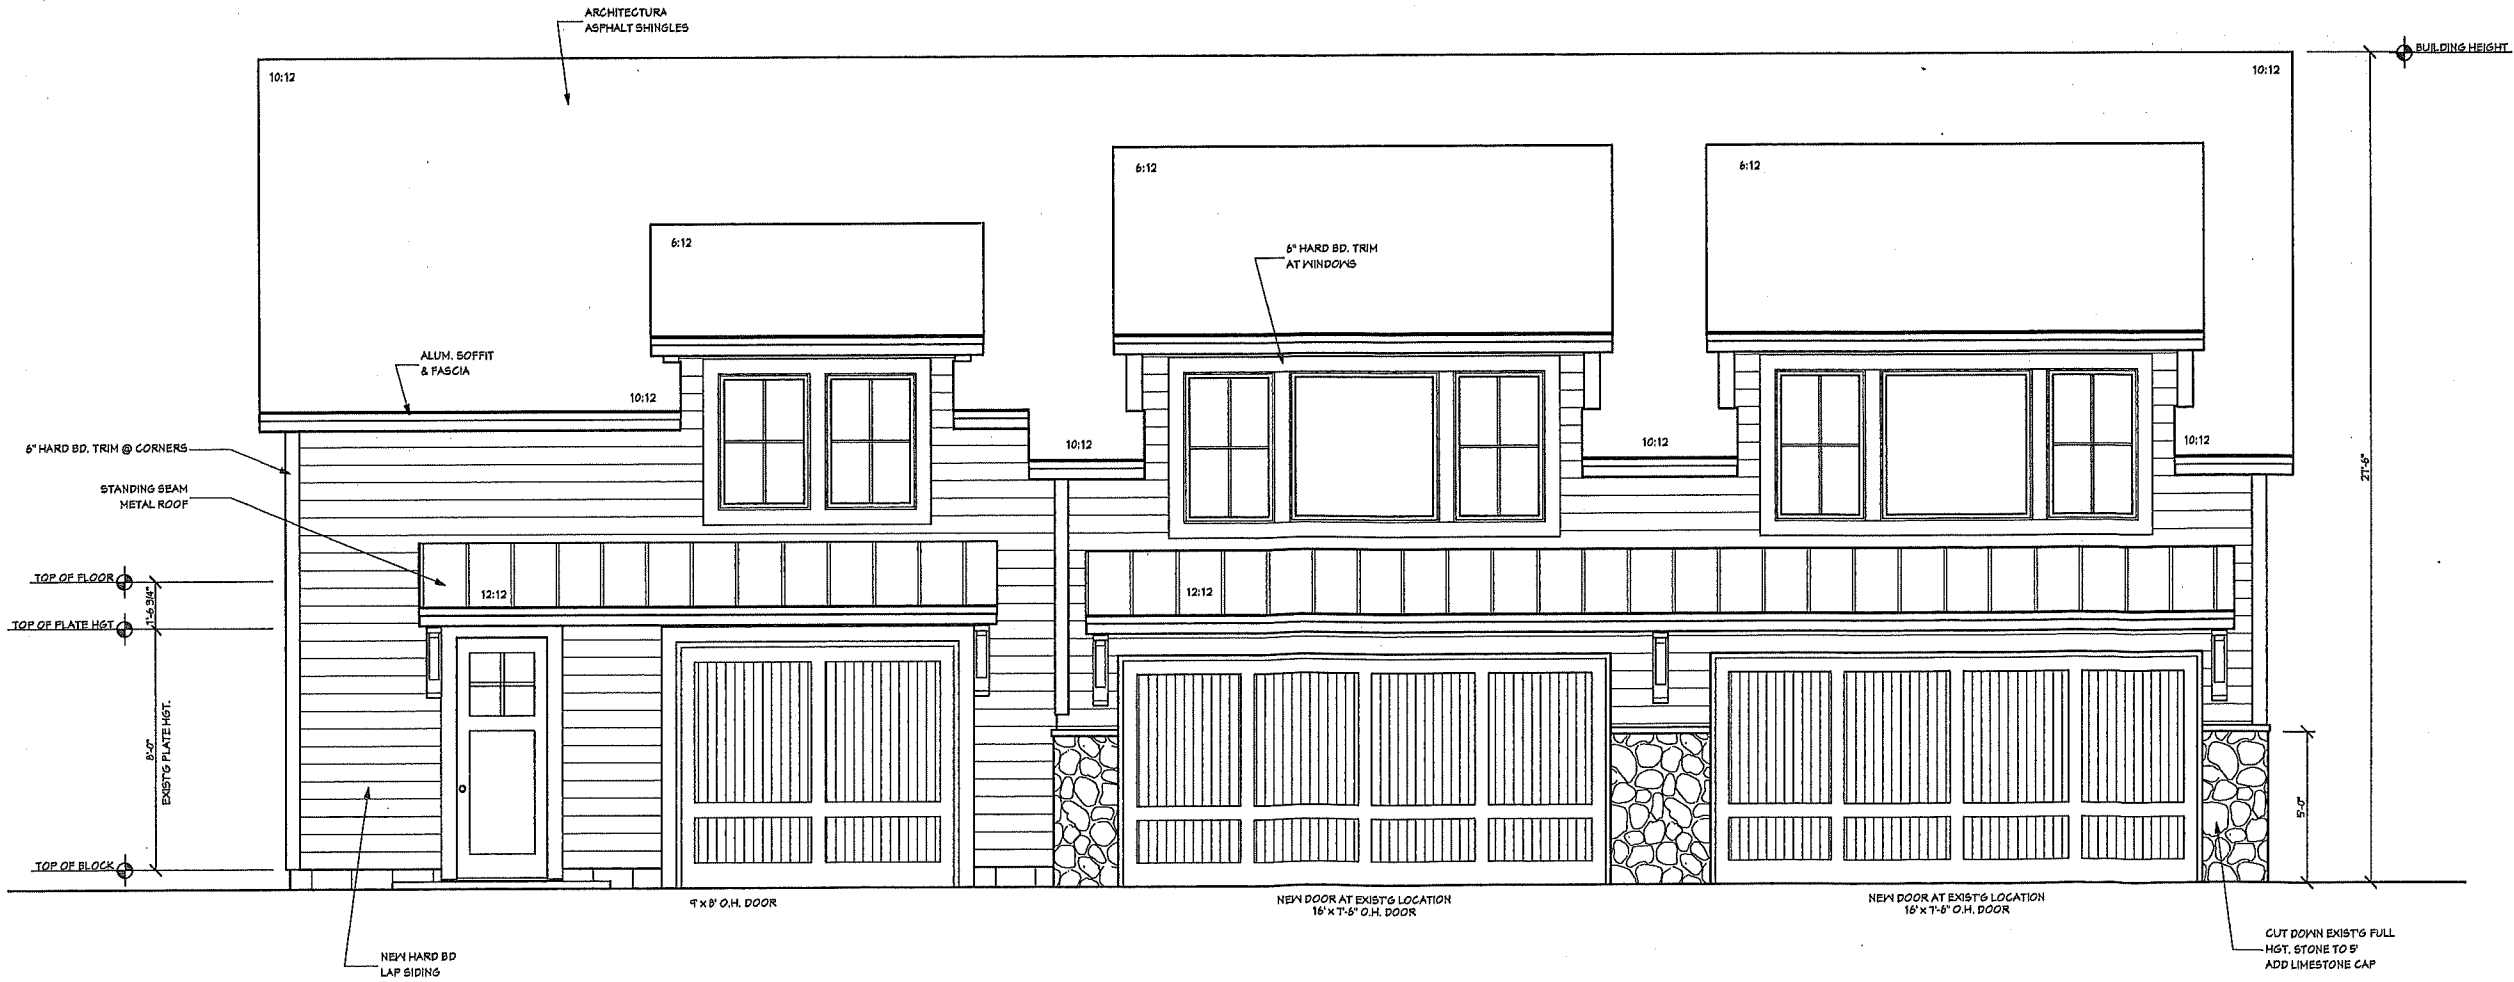 ARCHITECTURA
ASPHALT SHINGLES
BUILDING HEIGHT
10:12
10:12
6:12
6:12
6:12
6" HARD BD. TRIM
AT WINDOWS
ALUM. SOFFIT
& FASCIA
10:12
10:12
10:12
10:12
6" HARD BD. TRIM @ CORNERS
STANDING SEAM
METAL ROOF
27'-6"
TOP OF FLOOR
1'-6 3/4"
12:12
12:12
TOP OF PLATE HGT
8'-0"
EXIST'G PLATE HGT.
5'-0"
TOP OF BLOCK
9' x 8' O.H. DOOR
NEW DOOR AT EXIST'G LOCATION
16' x 7'-6" O.H. DOOR
NEW DOOR AT EXIST'G LOCATION
16' x 7'-6" O.H. DOOR
NEW HARD BD
LAP SIDING
CUT DOWN EXIST'G FULL
HGT. STONE TO 5'
ADD LIMESTONE CAP